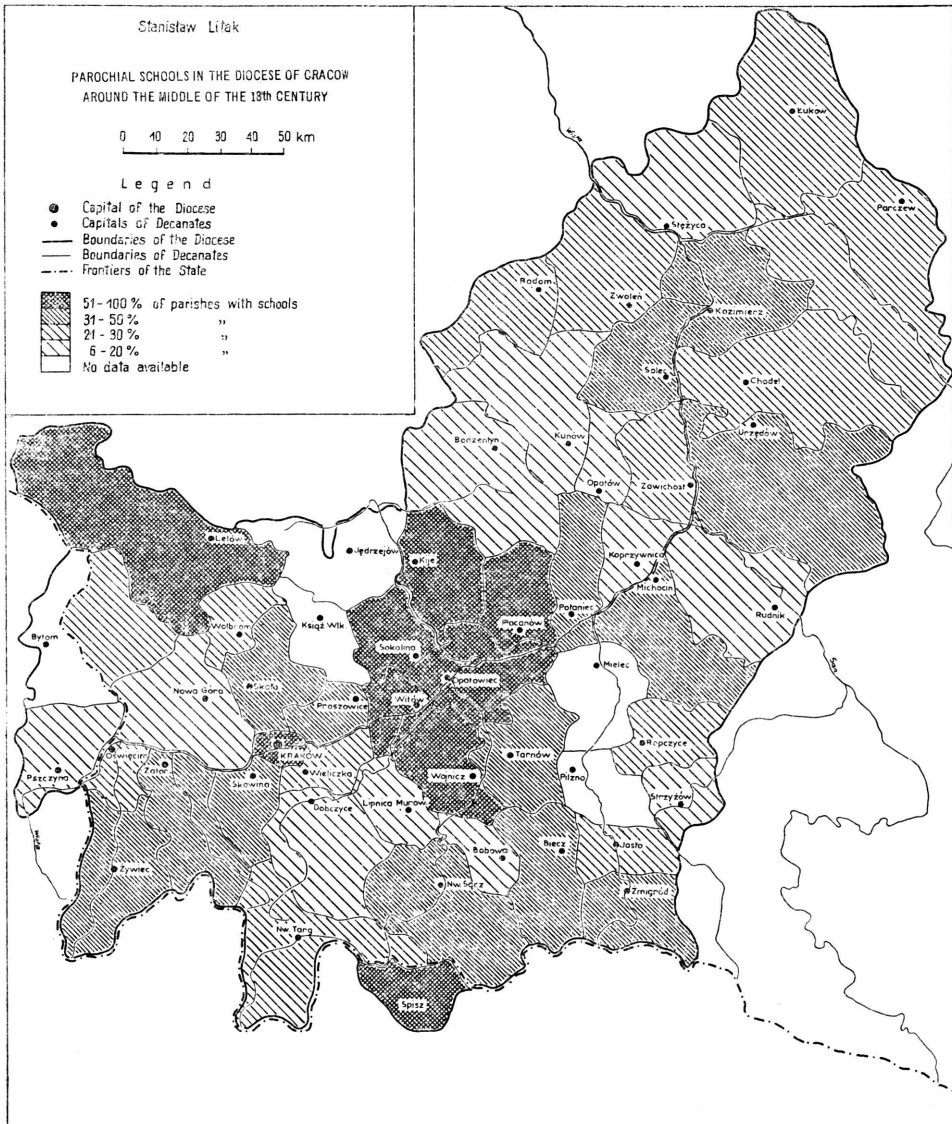 Stanisław Litak
PAROCHIAL SCHOOLS IN THE DIOCESE OF CRACOW
AROUND THE MIDDLE OF THE 18th CENTURY
0 10 20 30 40 50 km
Legend
Capital of the Diocese
Capitals of Decanates
Boundaries of the Diocese
Boundaries of Decanates
Frontiers of the State
51-100 % of parishes with schools
31-50 % "
21-30 % "
6-20 % "
No data available
Łuków
Parczew
Stężyca
Radom
Zwoleń
Kazimierz
Solec
Chodel
Urzędów
Bodzentyn
Kunów
Opatów
Zawichost
Lelów
Jędrzejów
Kije
Koprzywnica
Michocin
Rudnik
Połaniec
Pacanów
Książ Wlk.
Wolbrom
Bytom
Sokolina
Opatowiec
Mielec
San
Skała
Nowa Góra
Proszowice
Witów
Ropczyce
Tarnów
KRAKÓW
Oświęcim
Zator
Wieliczka
Skawina
Pszczyna
Wojnicz
Pilzno
Strzyżów
Dobczyce
Lipnica Murow.
Bobowa
Biecz
Jasło
Żywiec
Nw. Sącz
Żmigród
Nw. Targ
Spisz